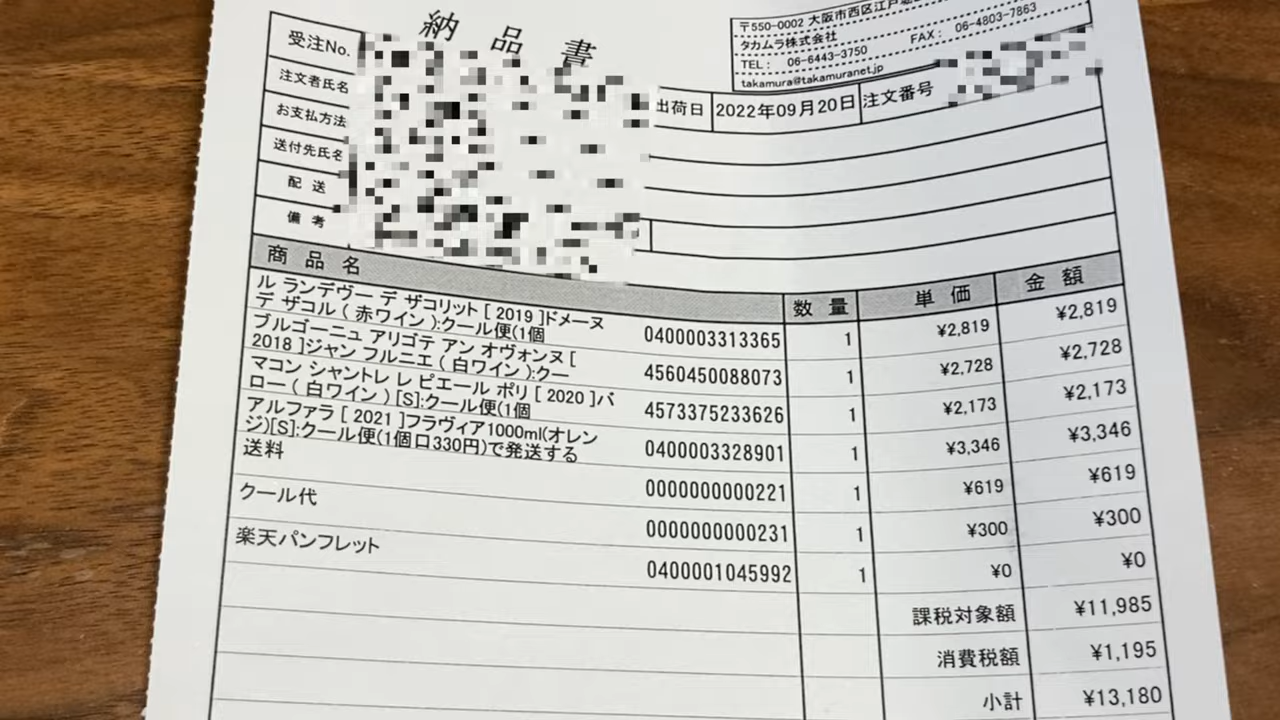 納品書
〒550-0002 大阪市西区江戸堀
タカムラ株式会社
TEL： 06-6443-3750 FAX： 06-4803-7863
takamura@takamuranet.jp
受注No.
出荷日 2022年09月20日 注文番号
注文者氏名
お支払方法
送付先氏名
配送
備考
商品名 数量 単価 金額
ル ランデヴー デ ザコリット [ 2019 ]ドメーヌ
デ ザコル ( 赤ワイン ):クール便(1個 0400003313365 1 ¥2,819 ¥2,819
ブルゴーニュ アリゴテ アン オヴォンヌ [
2018 ]ジャン フルニエ ( 白ワイン ):クー 4560450088073 1 ¥2,728 ¥2,728
マコン シャントレ レ ピエール ポリ [ 2020 ]バ
ロー ( 白ワイン ) [S]:クール便(1個 4573375233626 1 ¥2,173 ¥2,173
アルファラ [ 2021 ]フラヴィア1000ml(オレン
ジ)[S]:クール便(1個口330円)で発送する 0400003328901 1 ¥3,346 ¥3,346
送料 0000000000221 1 ¥619 ¥619
クール代 0000000000231 1 ¥300 ¥300
楽天パンフレット 0400001045992 1 ¥0 ¥0
課税対象額 ¥11,985
消費税額 ¥1,195
小計 ¥13,180